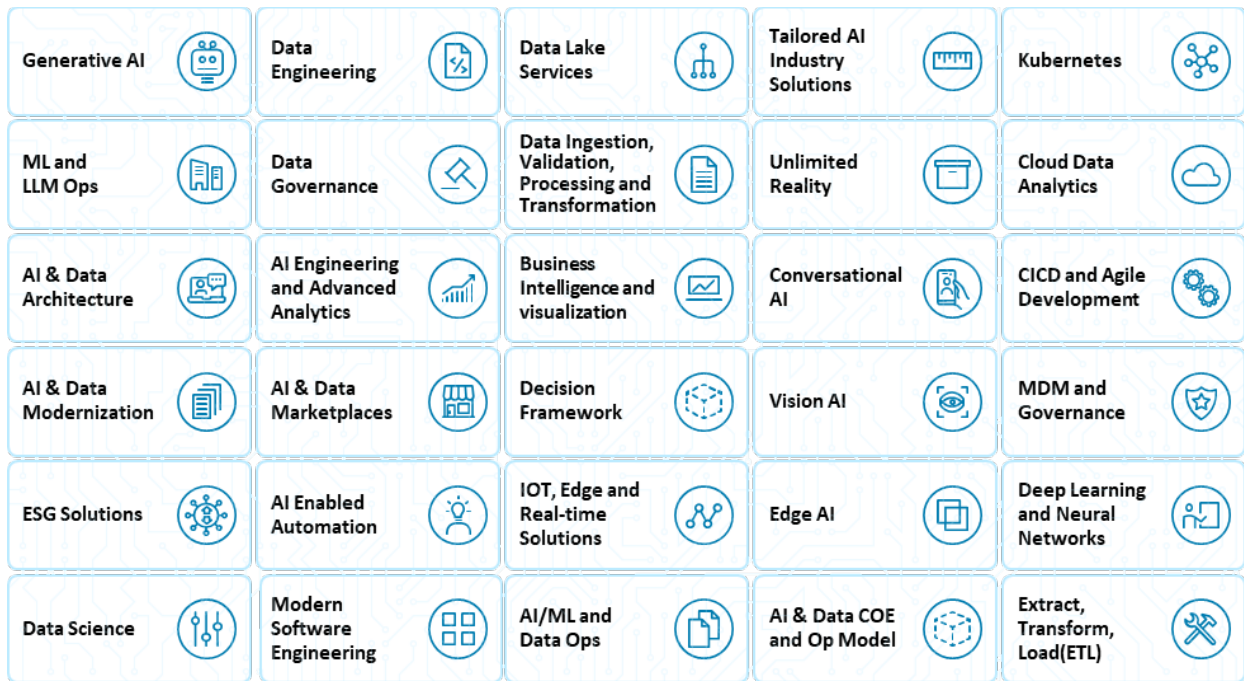 Generative AI
Data
Engineering
Data Lake
Services
Tailored AI
Industry
Solutions
Kubernetes
ML and
LLM Ops
Data
Governance
Data Ingestion,
Validation,
Processing and
Transformation
Unlimited
Reality
Cloud Data
Analytics
AI & Data
Architecture
AI Engineering
and Advanced
Analytics
Business
Intelligence and
visualization
Conversational
AI
CICD and Agile
Development
AI & Data
Modernization
AI & Data
Marketplaces
Decision
Framework
Vision AI
MDM and
Governance
ESG Solutions
AI Enabled
Automation
IOT, Edge and
Real-time
Solutions
Edge AI
Deep Learning
and Neural
Networks
Data Science
Modern
Software
Engineering
AI/ML and
Data Ops
AI & Data COE
and Op Model
Extract,
Transform,
Load(ETL)